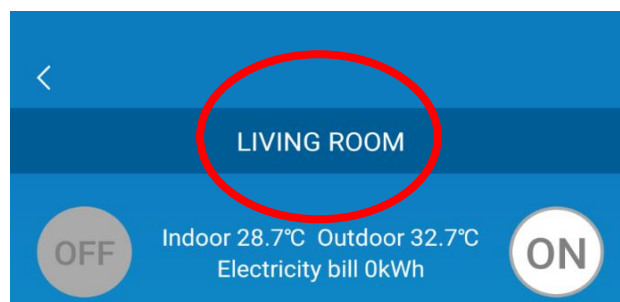 LIVING ROOM
OFF
Indoor 28.7℃ Outdoor 32.7℃
Electricity bill 0kWh
ON